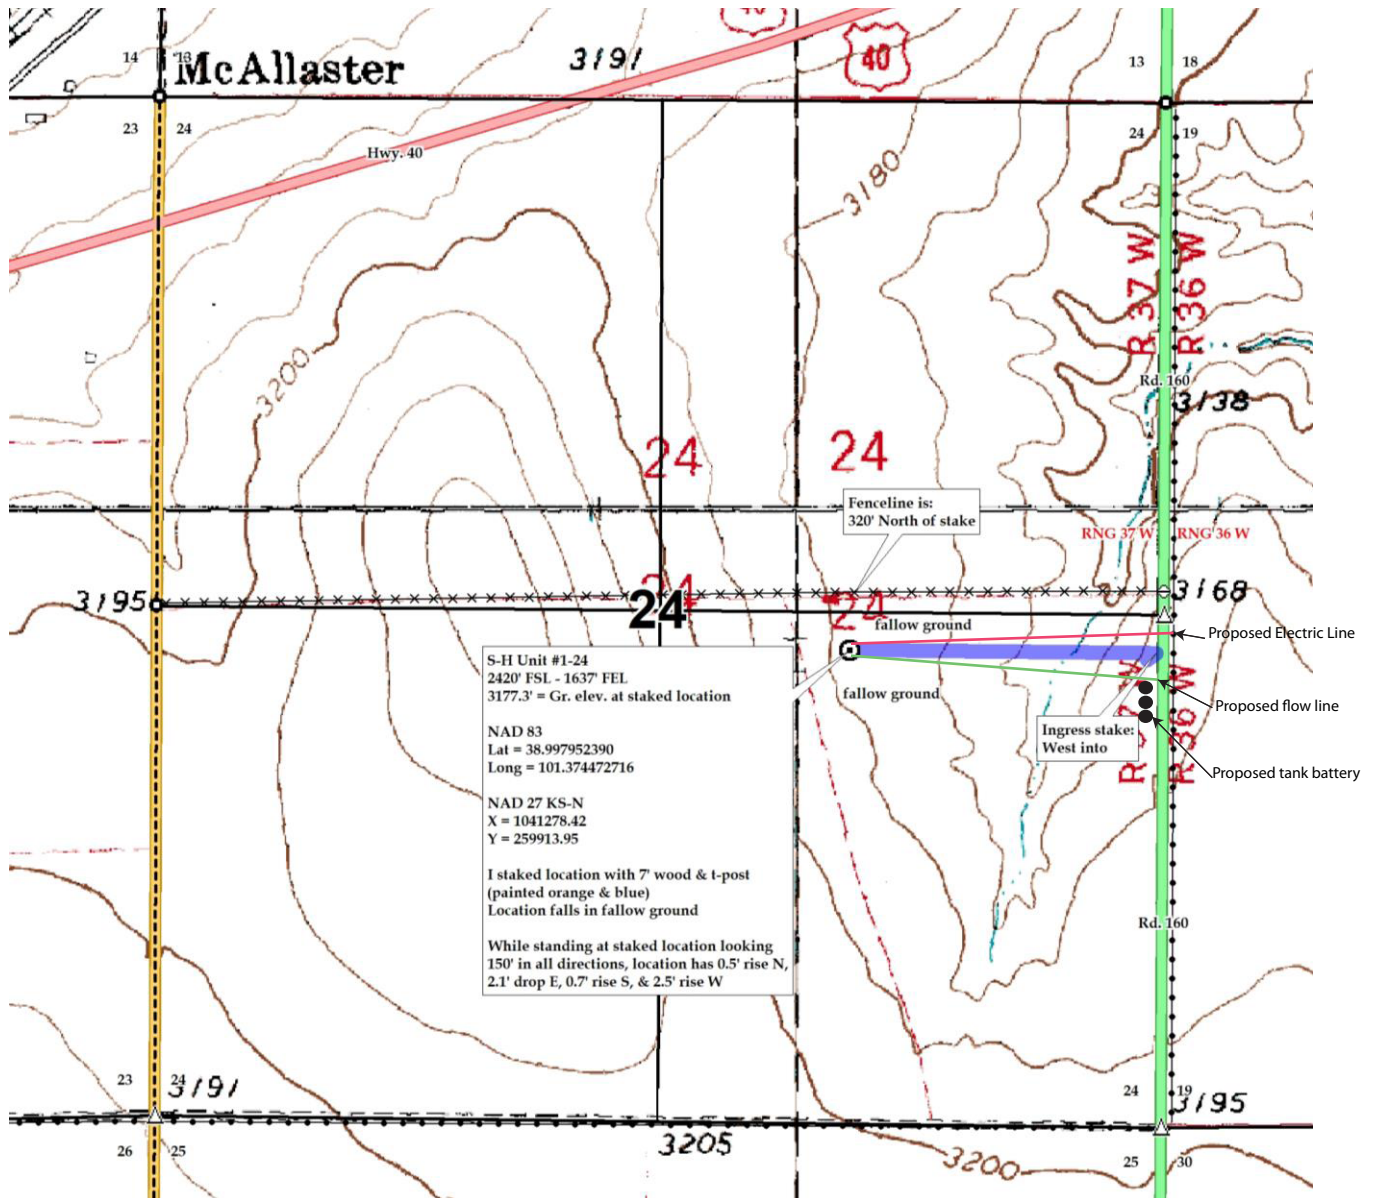 40
14
18
McAllaster
3191
40
13
18
23
24
Hwy. 40
24
19
3180
R 37 W
R 36 W
3200
Rd. 160
3138
24
24
Fenceline is:
320' North of stake
RNG 37 W
RNG 36 W
3195
24
24
24
3168
fallow ground
Proposed Electric Line
S-H Unit #1-24
2420' FSL - 1637' FEL
3177.3' = Gr. elev. at staked location
fallow ground
Proposed flow line
NAD 83
Lat = 38.997952390
Long = 101.374472716
Ingress stake:
West into
R 36 W
Proposed tank battery
NAD 27 KS-N
X = 1041278.42
Y = 259913.95
I staked location with 7' wood & t-post
(painted orange & blue)
Location falls in fallow ground
Rd. 160
While standing at staked location looking
150' in all directions, location has 0.5' rise N,
2.1' drop E, 0.7' rise S, & 2.5' rise W
23
24
3191
24
19
3195
26
25
3205
3200
25
30